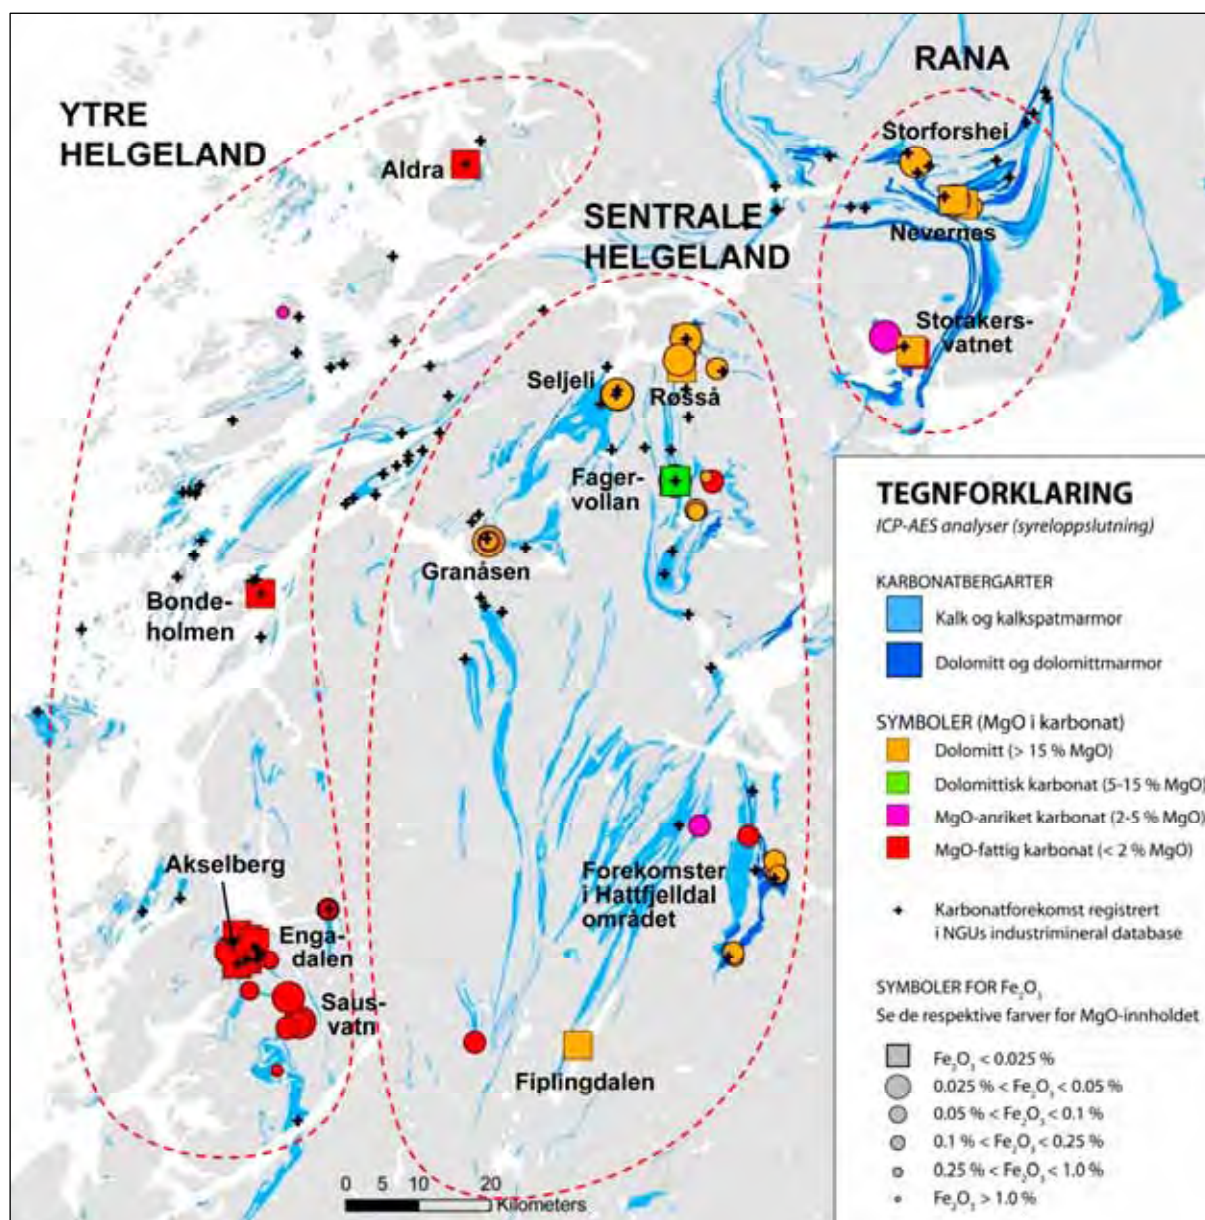 YTRE
HELGELAND
RANA
Storforshei
Aldra
SENTRALE
HELGELAND
Nevernes
Storakers-
vatnet
Seljeli
Røsså
Fager-
vollan
Granåsen
Bonde-
holmen
Akselberg
Enga-
dalen
Saus-
vatn
Forekomster
i Hattfjelldal
området
Fiplingdalen
0 5 10 20
Kilometers
TEGNFORKLARING
ICP-AES analyser (syreloppslutning)
KARBONATBERGARTER
Kalk og kalkspatmarmor
Dolomitt og dolomittmarmor
SYMBOLER (MgO i karbonat)
Dolomitt (> 15 % MgO)
Dolomittisk karbonat (5-15 % MgO)
MgO-anriket karbonat (2-5 % MgO)
MgO-fattig karbonat (< 2 % MgO)
Karbonatforekomst registrert
i NGUs industrimineral database
SYMBOLER FOR Fe₂O₃
Se de respektive farver for MgO-innholdet
Fe₂O₃ < 0.025 %
0.025 % < Fe₂O₃ < 0.05 %
0.05 % < Fe₂O₃ < 0.1 %
0.1 % < Fe₂O₃ < 0.25 %
0.25 % < Fe₂O₃ < 1.0 %
Fe₂O₃ > 1.0 %